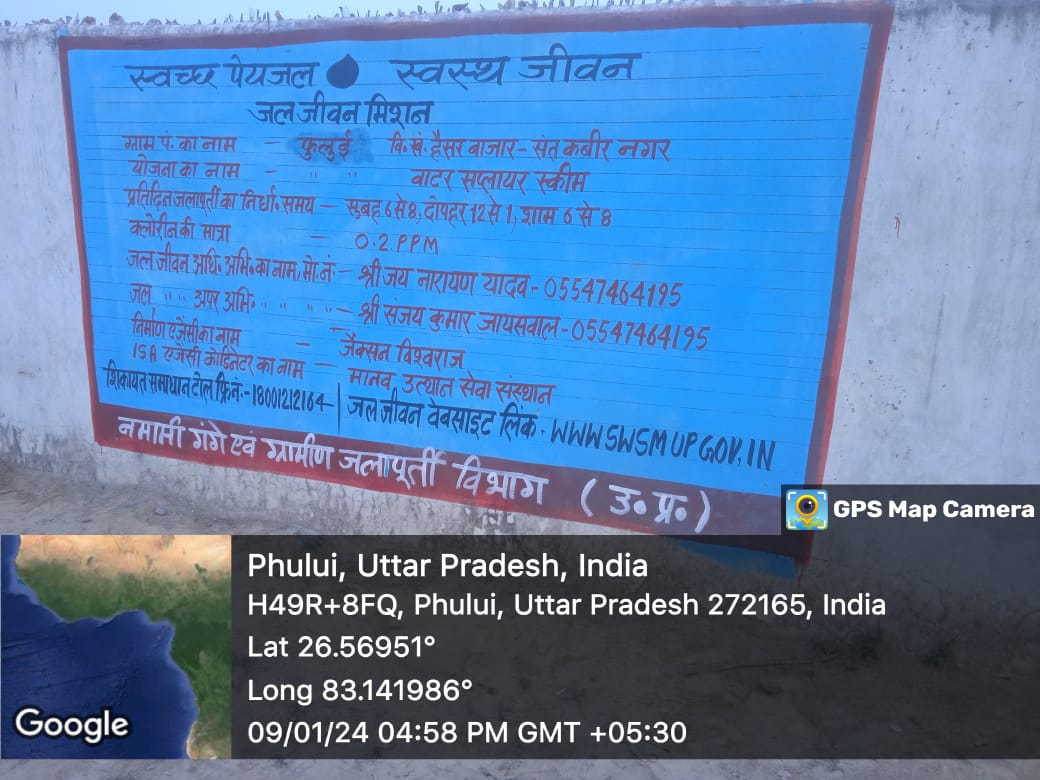 स्वच्छ पेयजल स्वस्थ जीवन
जल जीवन मिशन
ग्राम पं. का नाम - फुलुई वि. खं. हैसर बाजार - संत कबीर नगर
योजना का नाम - " " वाटर सप्लायर स्कीम
प्रतिदिन जलापूर्ती का निर्धा. समय - सुबह 6 से 8, दोपहर 12 से 1, शाम 6 से 8
क्लोरीन की मात्रा - 0.2 PPM
जल जीवन अधि. अभि. का नाम, मो. नं. - श्री जय नारायण यादव - 05547464195
जल " " अपर अभि. " " " " - श्री संजय कुमार जायसवाल - 05547464195
निर्माण एजेंसी का नाम - जैक्सन विश्वराज
ISA एजेंसी कोर्डिनेटर का नाम - मानव उत्थान सेवा संस्थान
शिकायत समाधान टोल फ्रि नं:- 18001212164 | जल जीवन वेबसाइट लिंक - WWW SWSM UP GOV. IN
नमामी गंगे एवं ग्रामीण जलापूर्ती विभाग (उ. प्र.)
GPS Map Camera
Phului, Uttar Pradesh, India
H49R+8FQ, Phului, Uttar Pradesh 272165, India
Lat 26.56951°
Long 83.141986°
09/01/24 04:58 PM GMT +05:30
Google